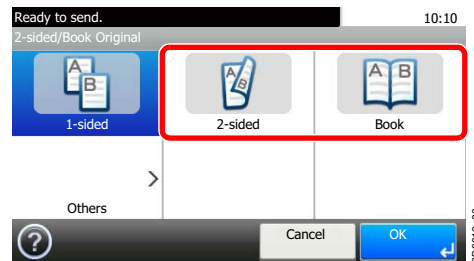 Ready to send. 10:10
2-sided/Book Original
A B A B A B
1-sided 2-sided Book
Others
? Cancel OK